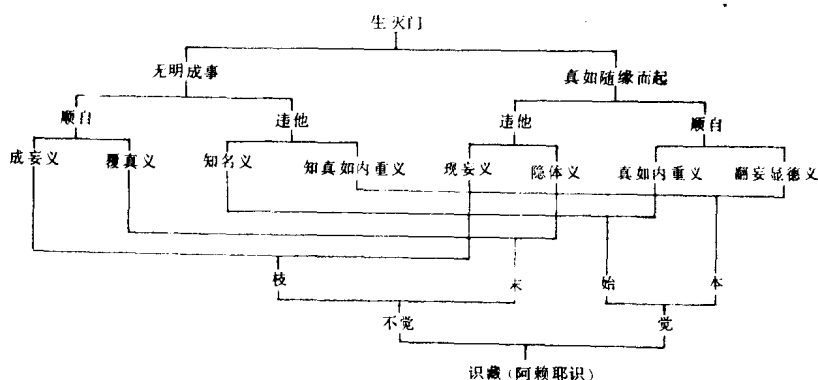 生灭门
无明成事 真如随缘而起
顺自 违他 违他 顺自
成妄义 覆真义 知名义 知真如内重义 现妄义 隐体义 真如内重义 翻妄显德义
枝 末 始 本
不觉 觉
识藏(阿赖耶识)